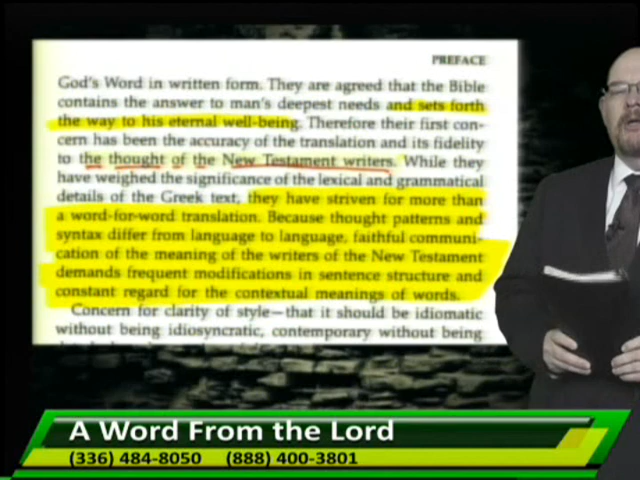 PREFACE
God's Word in written form. They are agreed that the Bible
contains the answer to man's deepest needs and sets forth
the way to his eternal well-being. Therefore their first con-
cern has been the accuracy of the translation and its fidelity
to the thought of the New Testament writers. While they
have weighed the significance of the lexical and grammatical
details of the Greek text, they have striven for more than
a word-for-word translation. Because thought patterns and
syntax differ from language to language, faithful communi-
cation of the meaning of the writers of the New Testament
demands frequent modifications in sentence structure and
constant regard for the contextual meanings of words.
Concern for clarity of style—that it should be idiomatic
without being idiosyncratic, contemporary without being
A Word From the Lord
(336) 484-8050 (888) 400-3801